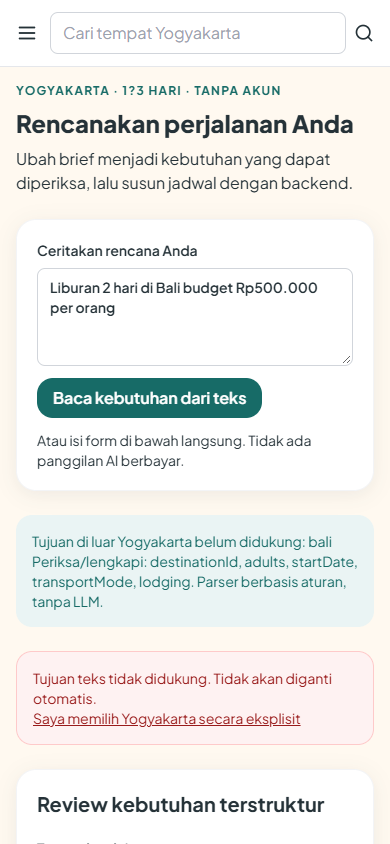 Cari tempat Yogyakarta
YOGYAKARTA · 1?3 HARI · TANPA AKUN
Rencanakan perjalanan Anda
Ubah brief menjadi kebutuhan yang dapat
diperiksa, lalu susun jadwal dengan backend.
Ceritakan rencana Anda
Liburan 2 hari di Bali budget Rp500.000
per orang
Baca kebutuhan dari teks
Atau isi form di bawah langsung. Tidak ada
panggilan AI berbayar.
Tujuan di luar Yogyakarta belum didukung: bali
Periksa/lengkapi: destinationId, adults, startDate,
transportMode, lodging. Parser berbasis aturan,
tanpa LLM.
Tujuan teks tidak didukung. Tidak akan diganti
otomatis.
Saya memilih Yogyakarta secara eksplisit
Review kebutuhan terstruktur